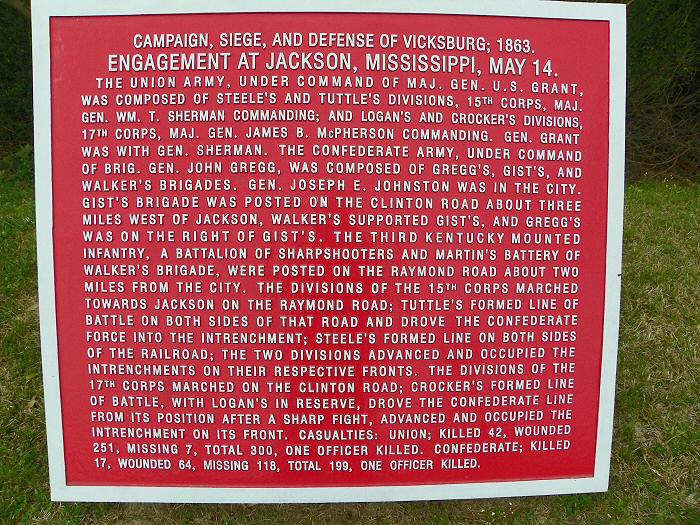 CAMPAIGN, SIEGE, AND DEFENSE OF VICKSBURG; 1863.
ENGAGEMENT AT JACKSON, MISSISSIPPI, MAY 14.
THE UNION ARMY, UNDER COMMAND OF MAJ. GEN. U.S. GRANT,
WAS COMPOSED OF STEELE'S AND TUTTLE'S DIVISIONS, 15TH CORPS, MAJ.
GEN. WM. T. SHERMAN COMMANDING; AND LOGAN'S AND CROCKER'S DIVISIONS,
17TH CORPS, MAJ. GEN. JAMES B. McPHERSON COMMANDING. GEN. GRANT
WAS WITH GEN. SHERMAN. THE CONFEDERATE ARMY, UNDER COMMAND
OF BRIG. GEN. JOHN GREGG, WAS COMPOSED OF GREGG'S, GIST'S, AND
WALKER'S BRIGADES. GEN. JOSEPH E. JOHNSTON WAS IN THE CITY.
GIST'S BRIGADE WAS POSTED ON THE CLINTON ROAD ABOUT THREE
MILES WEST OF JACKSON, WALKER'S SUPPORTED GIST'S, AND GREGG'S
WAS ON THE RIGHT OF GIST'S. THE THIRD KENTUCKY MOUNTED
INFANTRY, A BATTALION OF SHARPSHOOTERS AND MARTIN'S BATTERY OF
WALKER'S BRIGADE, WERE POSTED ON THE RAYMOND ROAD ABOUT TWO
MILES FROM THE CITY. THE DIVISIONS OF THE 15TH CORPS MARCHED
TOWARDS JACKSON ON THE RAYMOND ROAD; TUTTLE'S FORMED LINE OF
BATTLE ON BOTH SIDES OF THAT ROAD AND DROVE THE CONFEDERATE
FORCE INTO THE INTRENCHMENT; STEELE'S FORMED LINE ON BOTH SIDES
OF THE RAILROAD; THE TWO DIVISIONS ADVANCED AND OCCUPIED THE
INTRENCHMENTS ON THEIR RESPECTIVE FRONTS. THE DIVISIONS OF THE
17TH CORPS MARCHED ON THE CLINTON ROAD; CROCKER'S FORMED LINE
OF BATTLE, WITH LOGAN'S IN RESERVE, DROVE THE CONFEDERATE LINE
FROM ITS POSITION AFTER A SHARP FIGHT, ADVANCED AND OCCUPIED THE
INTRENCHMENT ON ITS FRONT. CASUALTIES: UNION; KILLED 42, WOUNDED
251, MISSING 7, TOTAL 300, ONE OFFICER KILLED. CONFEDERATE; KILLED
17, WOUNDED 64, MISSING 118, TOTAL 199, ONE OFFICER KILLED.